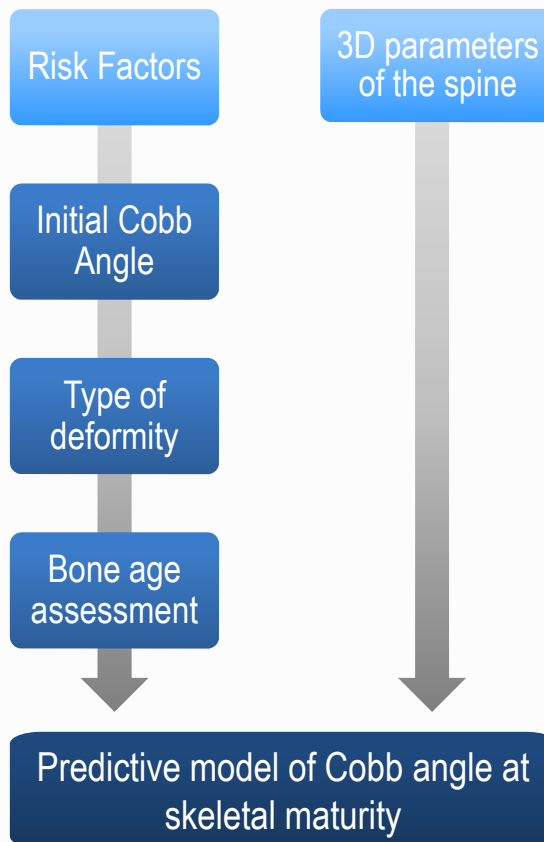 Risk Factors
3D parameters
of the spine
Initial Cobb
Angle
Type of
deformity
Bone age
assessment
Predictive model of Cobb angle at
skeletal maturity